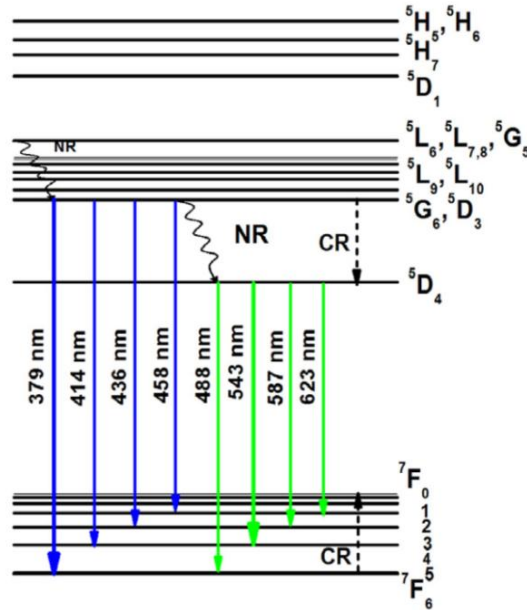 ⁵H₅, ⁵H₆
⁵H₇
⁵D₁
NR
⁵L₆, ⁵L₇,₈, ⁵G₅
⁵L₉, ⁵L₁₀
⁵G₆, ⁵D₃
NR
CR
⁵D₄
379 nm
414 nm
436 nm
458 nm
488 nm
543 nm
587 nm
623 nm
⁷F₀
1
2
3
4
5
CR
⁷F₆